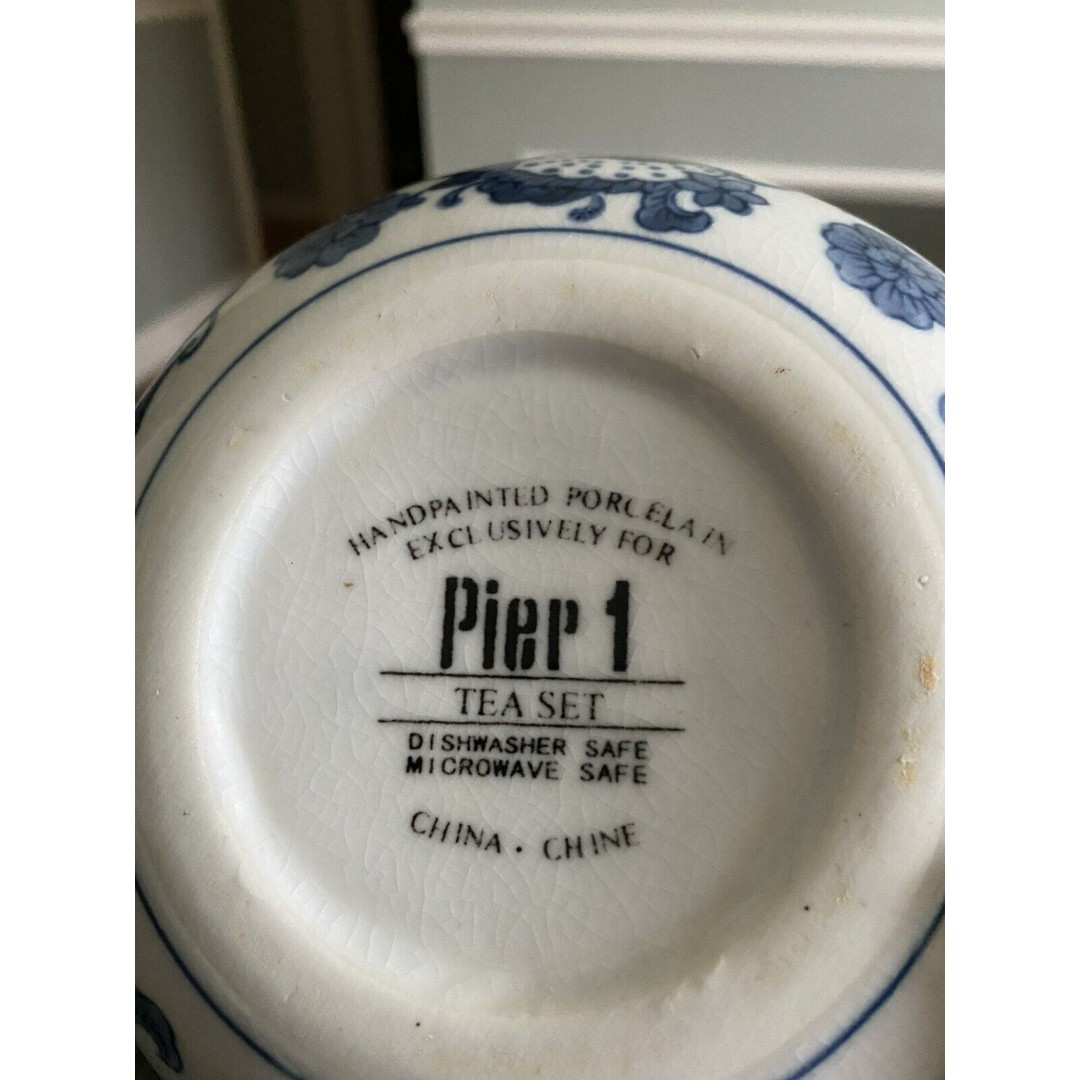 HANDPAINTED PORCELAIN
EXCLUSIVELY FOR
Pier 1
TEA SET
DISHWASHER SAFE
MICROWAVE SAFE
CHINA · CHINE